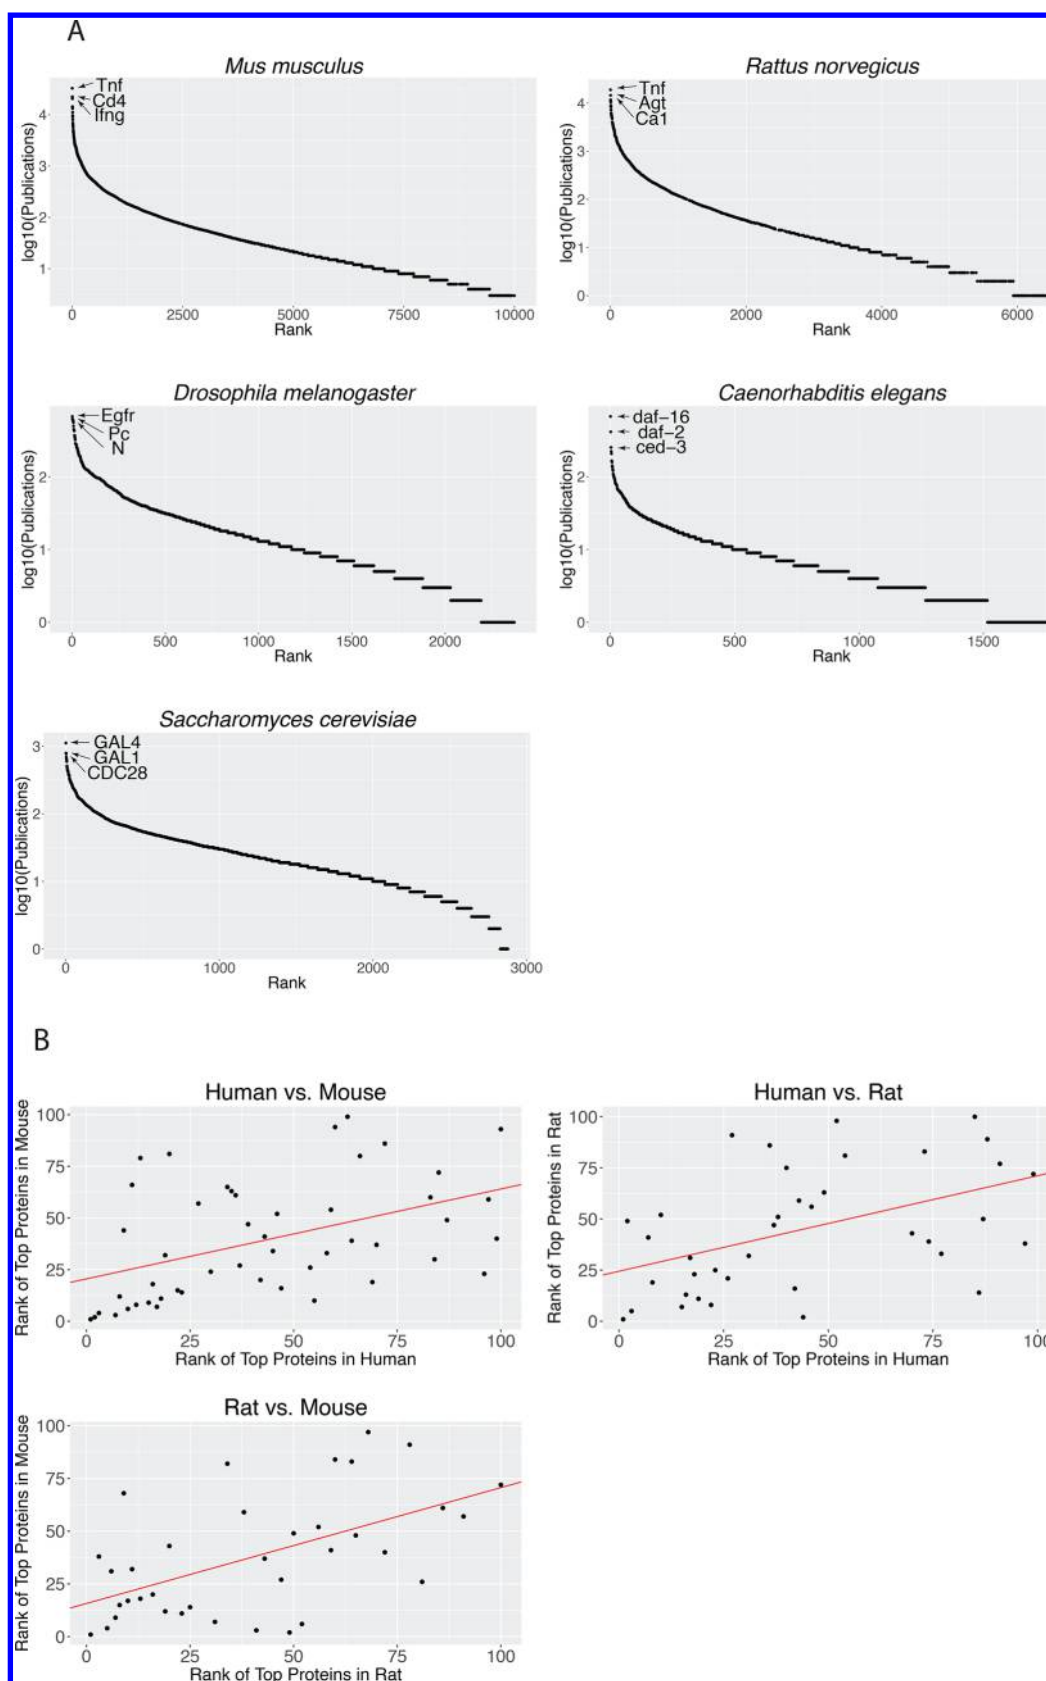 A
Mus musculus
log10(Publications)
4
3
2
1
Tnf
Cd4
Ifng
0 2500 5000 7500 10000
Rank
Rattus norvegicus
log10(Publications)
4
3
2
1
0
Tnf
Agt
Ca1
0 2000 4000 6000
Rank
Drosophila melanogaster
log10(Publications)
2
1
0
Egfr
Pc
N
0 500 1000 1500 2000
Rank
Caenorhabditis elegans
log10(Publications)
2
1
0
daf-16
daf-2
ced-3
0 500 1000 1500
Rank
Saccharomyces cerevisiae
log10(Publications)
3
2
1
0
GAL4
GAL1
CDC28
0 1000 2000 3000
Rank
B
Human vs. Mouse
Rank of Top Proteins in Mouse
100
75
50
25
0
0 25 50 75 100
Rank of Top Proteins in Human
Human vs. Rat
Rank of Top Proteins in Rat
100
75
50
25
0
0 25 50 75 100
Rank of Top Proteins in Human
Rat vs. Mouse
Rank of Top Proteins in Mouse
100
75
50
25
0
0 25 50 75 100
Rank of Top Proteins in Rat